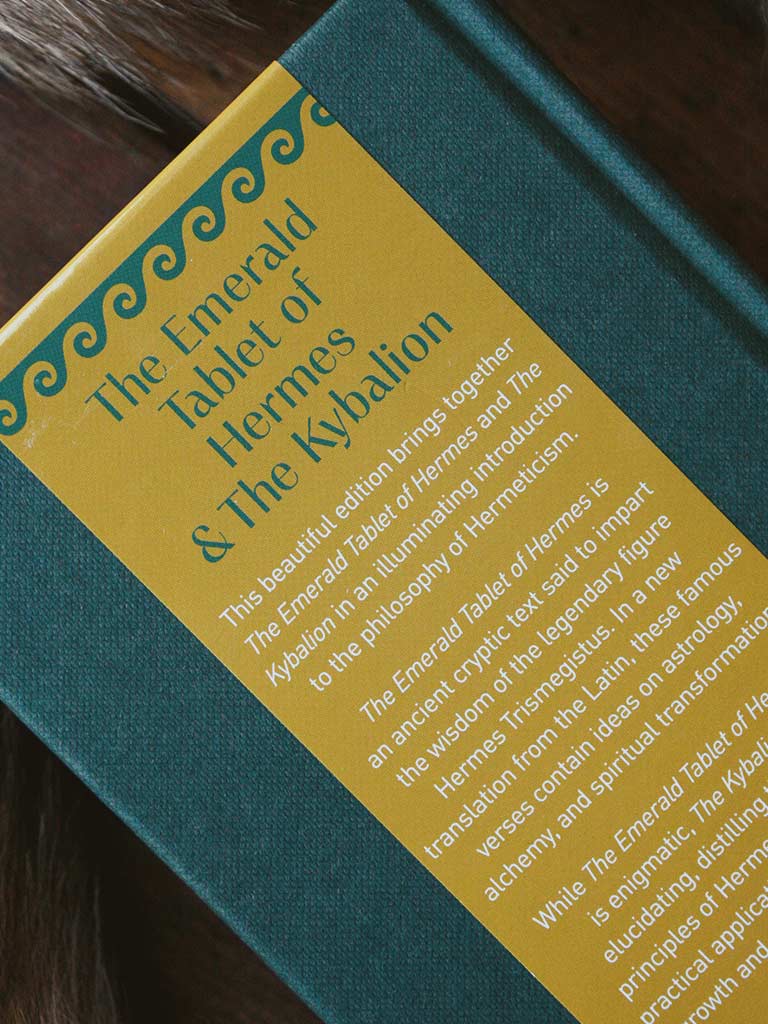 The Emerald
Tablet of
Hermes
& The Kybalion
This beautiful edition brings together
The Emerald Tablet of Hermes and The
Kybalion in an illuminating introduction
to the philosophy of Hermeticism.
The Emerald Tablet of Hermes is
an ancient cryptic text said to impart
the wisdom of the legendary figure
Hermes Trismegistus. In a new
translation from the Latin, these famous
verses contain ideas on astrology,
alchemy, and spiritual transformation
While The Emerald Tablet of
is enigmatic, The
elucidating, distilling
principles of
practical
and